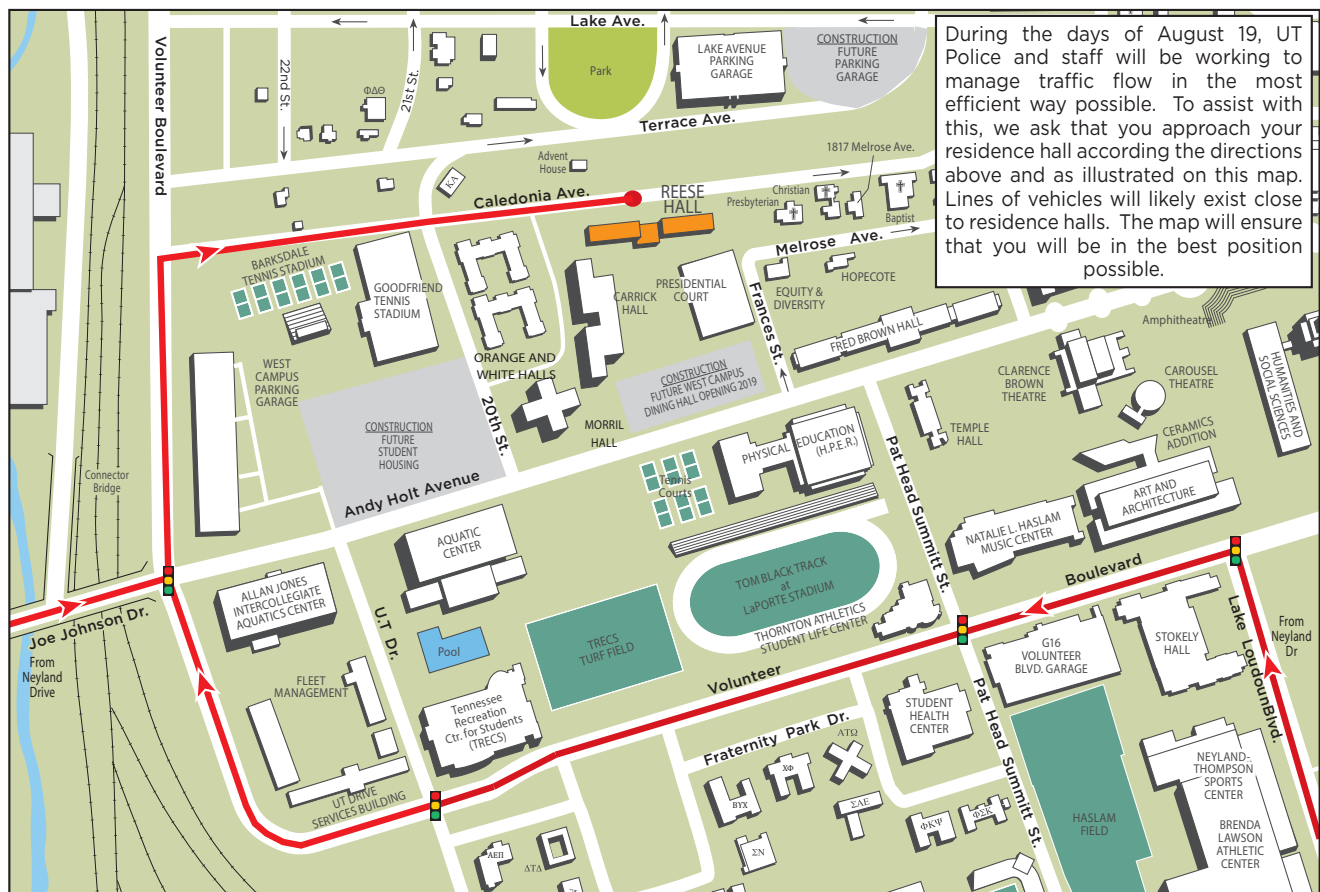 Lake Ave.
During the days of August 19, UT
Police and staff will be working to
manage traffic flow in the most
efficient way possible. To assist with
this, we ask that you approach your
residence hall according the directions
above and as illustrated on this map.
Lines of vehicles will likely exist close
to residence halls. The map will ensure
that you will be in the best position
possible.
Volunteer Boulevard
22nd St.
21st St.
ΦΔΘ
Park
LAKE AVENUE
PARKING
GARAGE
CONSTRUCTION
FUTURE
PARKING
GARAGE
Terrace Ave.
Advent
House
KA
1817 Melrose Ave.
Caledonia Ave.
REESE
HALL
Christian
Presbyterian
Baptist
Melrose Ave.
BARKSDALE
TENNIS STADIUM
GOODFRIEND
TENNIS
STADIUM
CARRICK
HALL
PRESIDENTIAL
COURT
Frances St.
EQUITY &
DIVERSITY
HOPECOTE
FRED BROWN HALL
Amphitheatre
HUMANITIES AND
SOCIAL SCIENCES
WEST
CAMPUS
PARKING
GARAGE
ORANGE AND
WHITE HALLS
CONSTRUCTION
FUTURE WEST CAMPUS
DINING HALL OPENING 2019
CLARENCE
BROWN
THEATRE
CAROUSEL
THEATRE
CONSTRUCTION
FUTURE
STUDENT
HOUSING
20th St.
MORRIL
HALL
TEMPLE
HALL
CERAMICS
ADDITION
PHYSICAL EDUCATION
(H.P.E.R.)
Connector
Bridge
Andy Holt Avenue
Tennis
Courts
Pat Head Summitt St.
ART AND
ARCHITECTURE
NATALIE L. HASLAM
MUSIC CENTER
AQUATIC
CENTER
ALLAN JONES
INTERCOLLEGIATE
AQUATICS CENTER
TOM BLACK TRACK
at
LaPORTE STADIUM
Boulevard
Joe Johnson Dr.
U.T Dr.
THORNTON ATHLETICS
STUDENT LIFE CENTER
Lake LoudounBlvd.
From
Neyland
Dr
From
Neyland
Drive
Pool
TRECS
TURF FIELD
G16
VOLUNTEER
BLVD. GARAGE
STOKELY
HALL
FLEET
MANAGEMENT
Volunteer
Tennessee
Recreation
Ctr. for Students
(TRECS)
STUDENT
HEALTH
CENTER
Pat Head Summitt St.
Fraternity Park Dr.
ΑΤΩ
ΧΦ
NEYLAND-
THOMPSON
SPORTS
CENTER
UT DRIVE
SERVICES BUILDING
ΒΥΧ
ΣΑΕ
ΦΚΨ
ΦΣΚ
HASLAM
FIELD
BRENDA
LAWSON
ATHLETIC
CENTER
ΑΕΠ
ΔΤΔ
ΣΝ